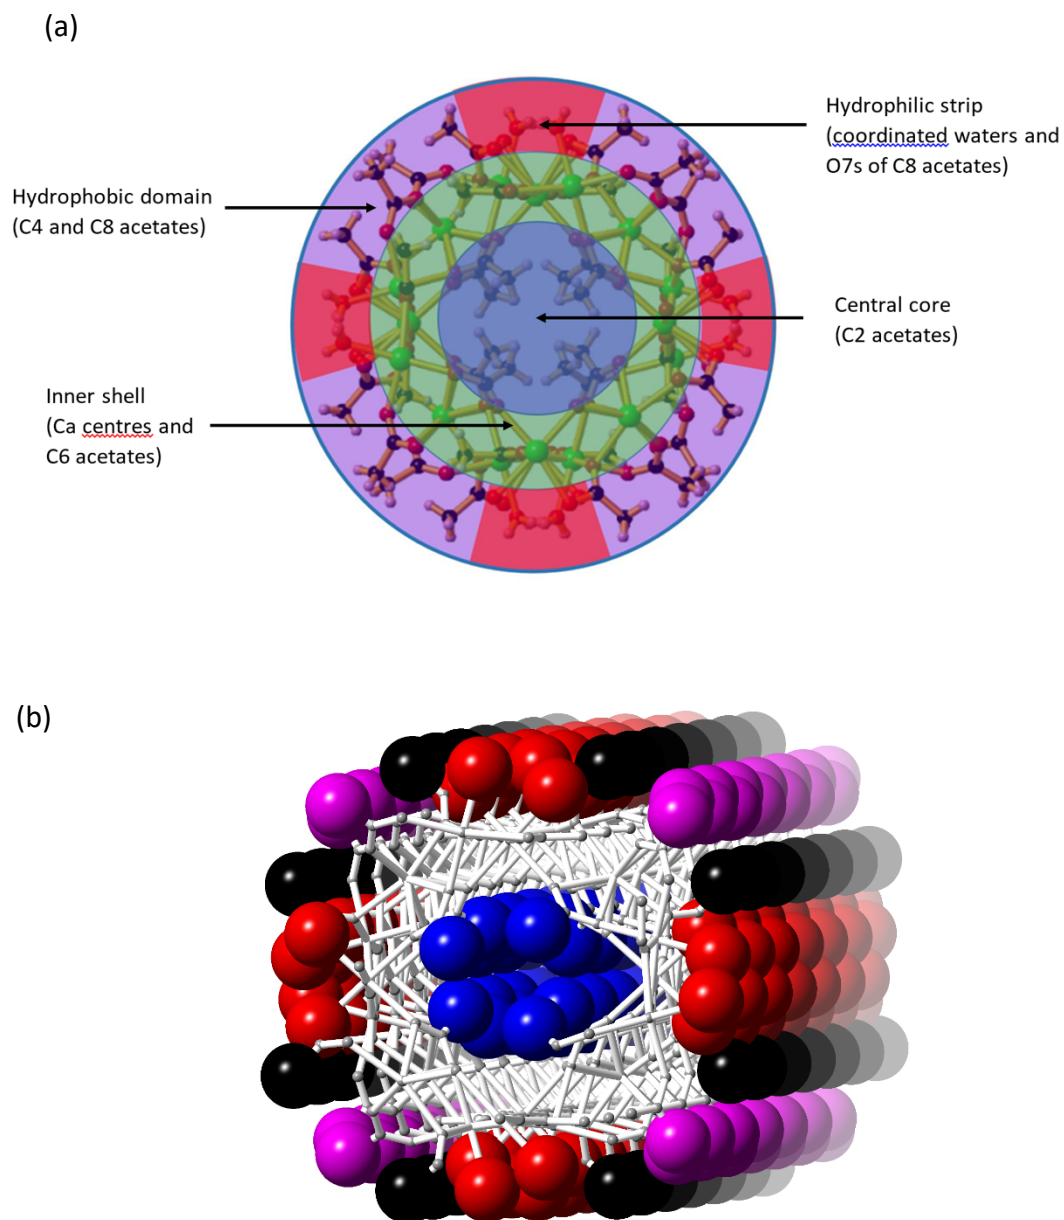 (a)
Hydrophilic strip
(coordinated waters and
O7s of C8 acetates)
Hydrophobic domain
(C4 and C8 acetates)
Central core
(C2 acetates)
Inner shell
(Ca centres and
C6 acetates)
(b)